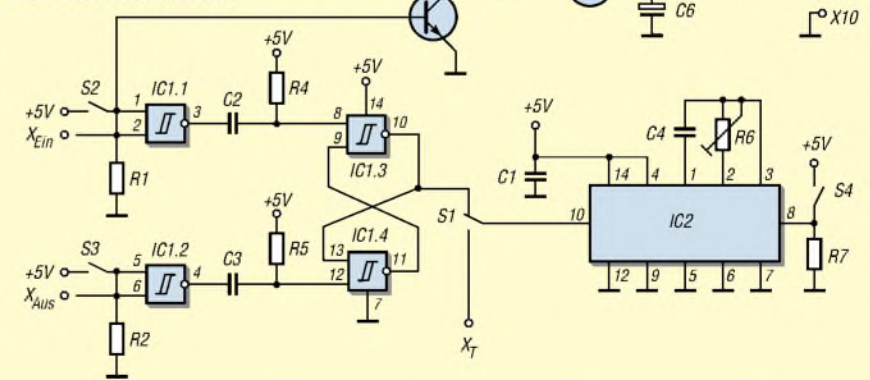 C6
X10
+5V
S2
IC1.1
C2
R4
+5V
+5V
X_Ein
1
2
3
8
9
14
10
IC1.3
R1
+5V
C1
C4
R6
+5V
S4
14
4
1
2
3
10
IC2
8
R7
12
9
5
6
7
+5V
S1
S3
IC1.2
C3
R5
IC1.4
+5V
X_Aus
5
6
4
13
12
11
7
R2
X_T